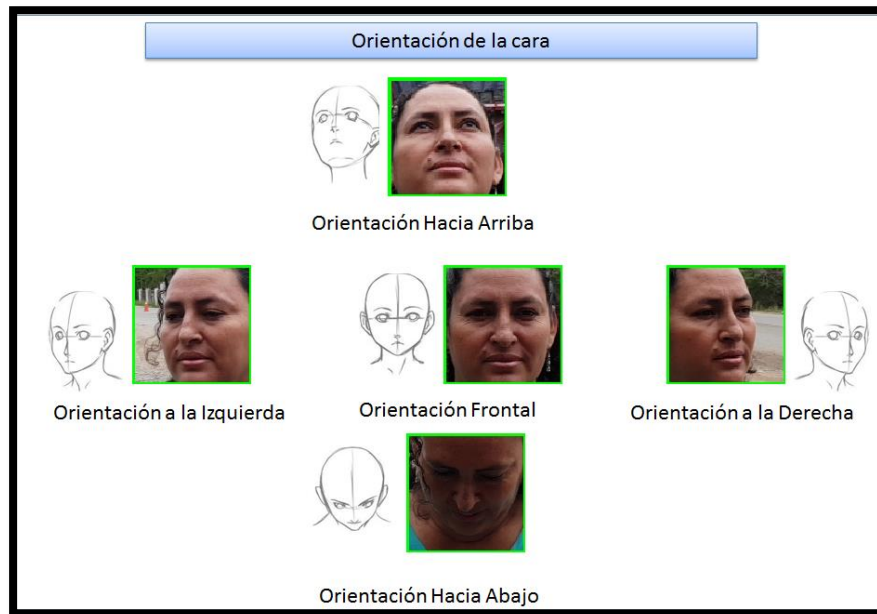 Orientación de la cara
Orientación Hacia Arriba
Orientación a la Izquierda
Orientación Frontal
Orientación a la Derecha
Orientación Hacia Abajo